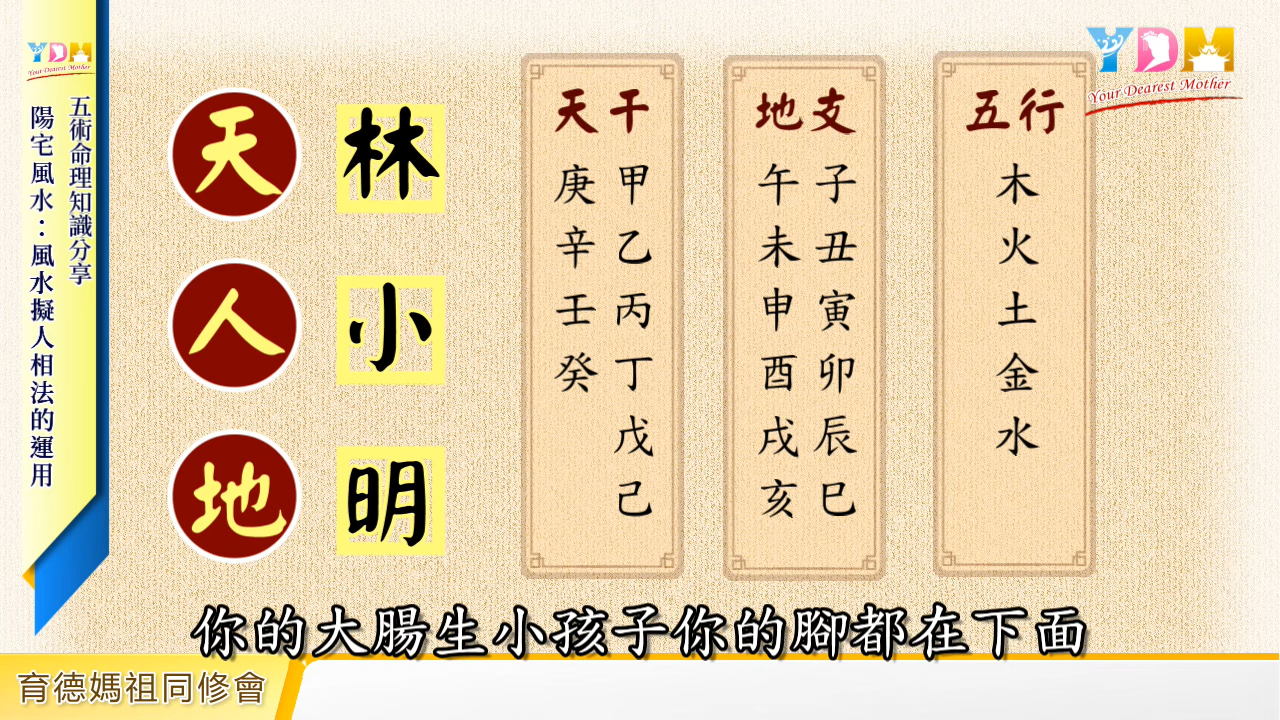 YDM
Your Dearest Mother
五術命理知識分享
陽宅風水：風水擬人相法的運用
天 林
人 小
地 明
天干
甲乙丙丁戊己
庚辛壬癸
地支
子丑寅卯辰巳
午未申酉戌亥
五行
木火土金水
YDM
Your Dearest Mother
你的大腸生小孩子你的腳都在下面
育德媽祖同修會